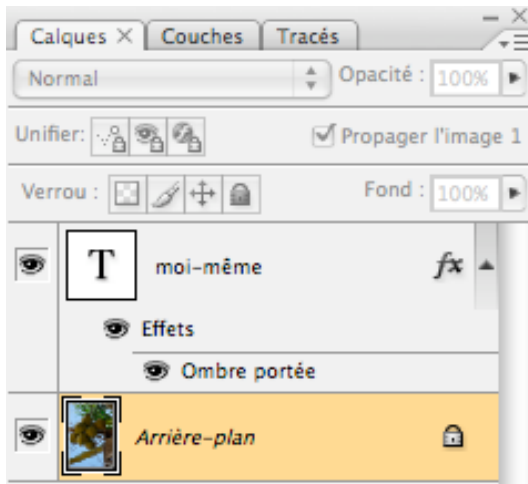 Calques Couches Tracés
Normal Opacité : 100%
Unifier: Propager l'image 1
Verrou : Fond : 100%
T moi-même fx
Effets
Ombre portée
Arrière-plan